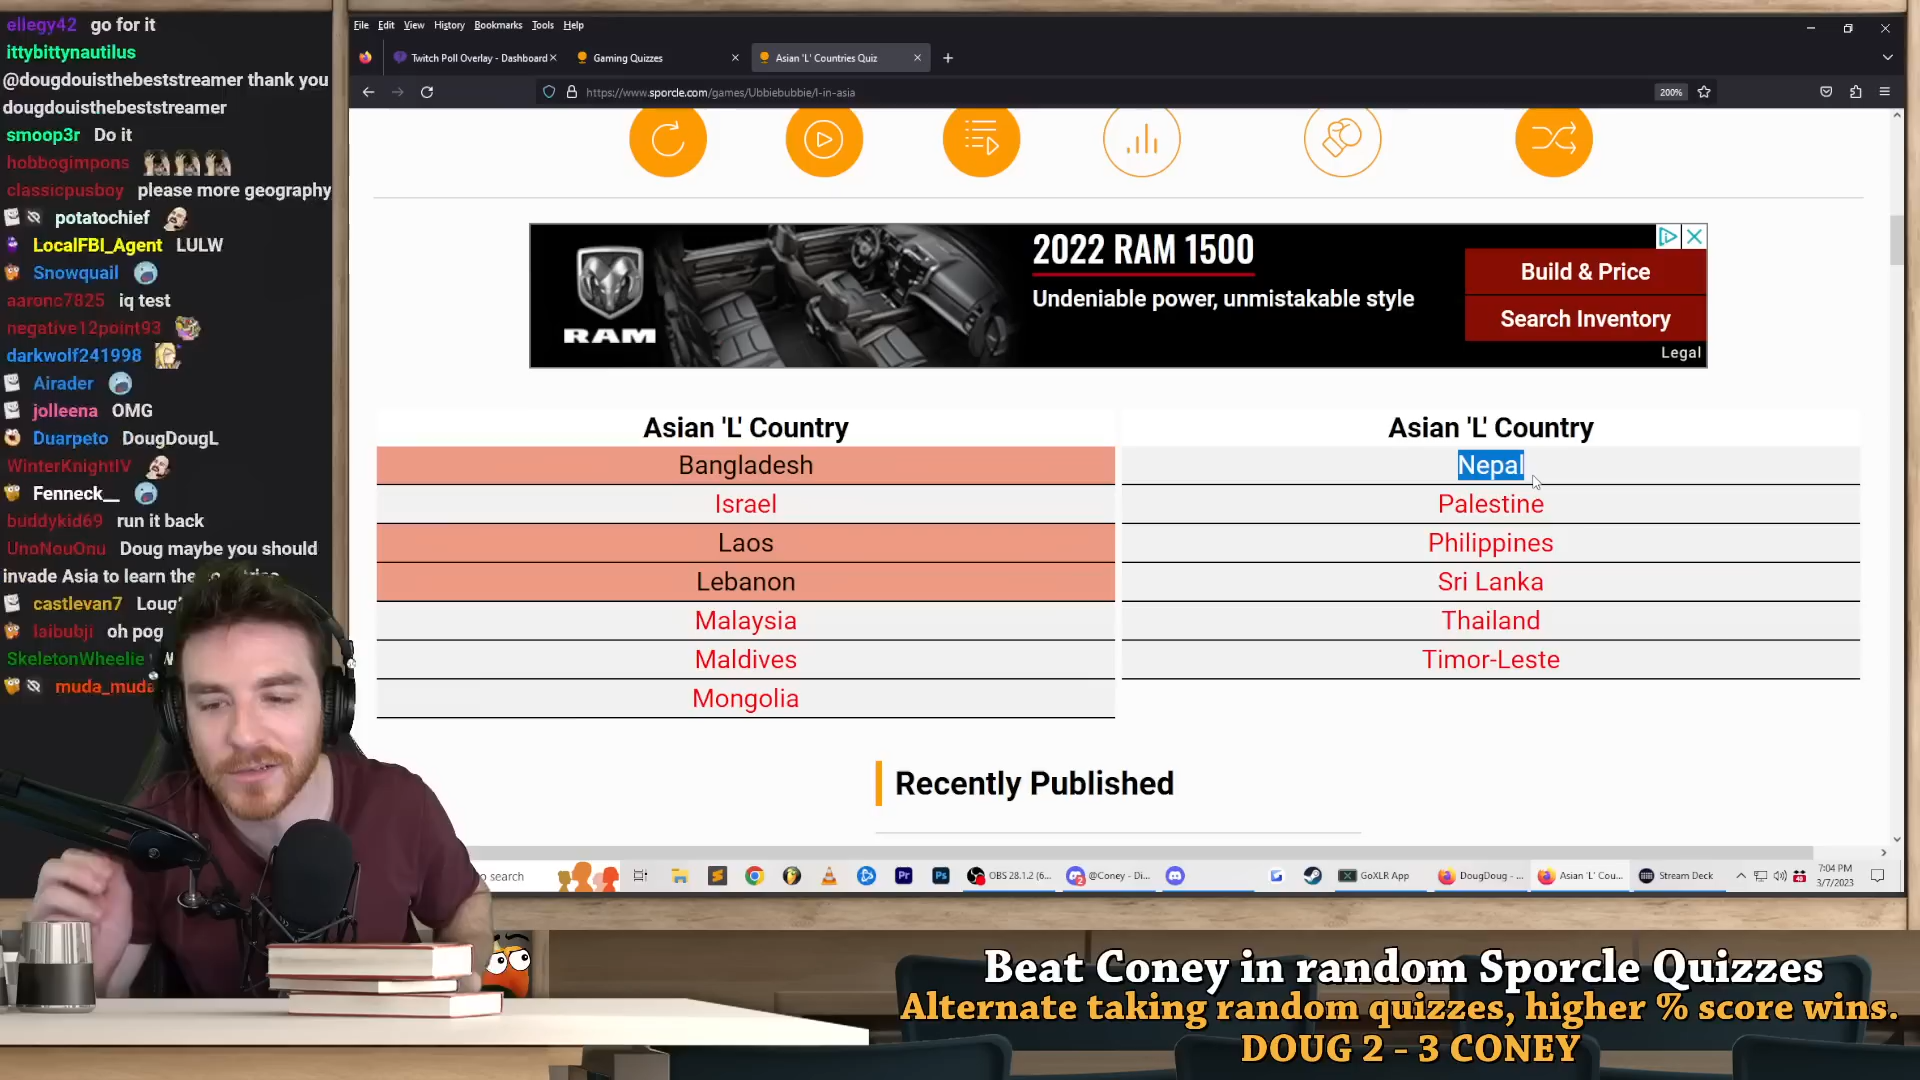 ellegy42 go for it
ittybittynautilus
@dougdouisthebeststreamer thank you
dougdouisthebeststreamer
smoop3r Do it
hobbogimpons
classicpusboy please more geography
potatochief
LocalFBI_Agent LULW
Snowquail
aaronc7825 iq test
negative12point93
darkwolf241998
Airader
jolleena OMG
Duarpeto DougDougL
WinterKnightIV
Fenneck__
buddykid69 run it back
UnoNouOnu Doug maybe you should
invade Asia to learn the
castlevan7
laibubji oh pog
SkeletonWheelie
File Edit View History Bookmarks Tools Help
Twitch Poll Overlay - Dashboard
Gaming Quizzes
Asian 'L' Countries Quiz
https://www.sporcle.com/games/Ubbiebubbie/l-in-asia
200%
RAM
2022 RAM 1500
Undeniable power, unmistakable style
Build & Price
Search Inventory
Legal
Asian 'L' Country
Bangladesh
Israel
Laos
Lebanon
Malaysia
Maldives
Mongolia
Asian 'L' Country
Nepal
Palestine
Philippines
Sri Lanka
Thailand
Timor-Leste
Recently Published
o search
Pr
Ps
OBS 28.1.2 (6...
@Coney - Di...
GoXLR App
DougDoug - ...
Asian 'L' Cou...
Stream Deck
7:04 PM
3/7/2023
Beat Coney in random Sporcle Quizzes
Alternate taking random quizzes, higher % score wins.
DOUG 2 - 3 CONEY